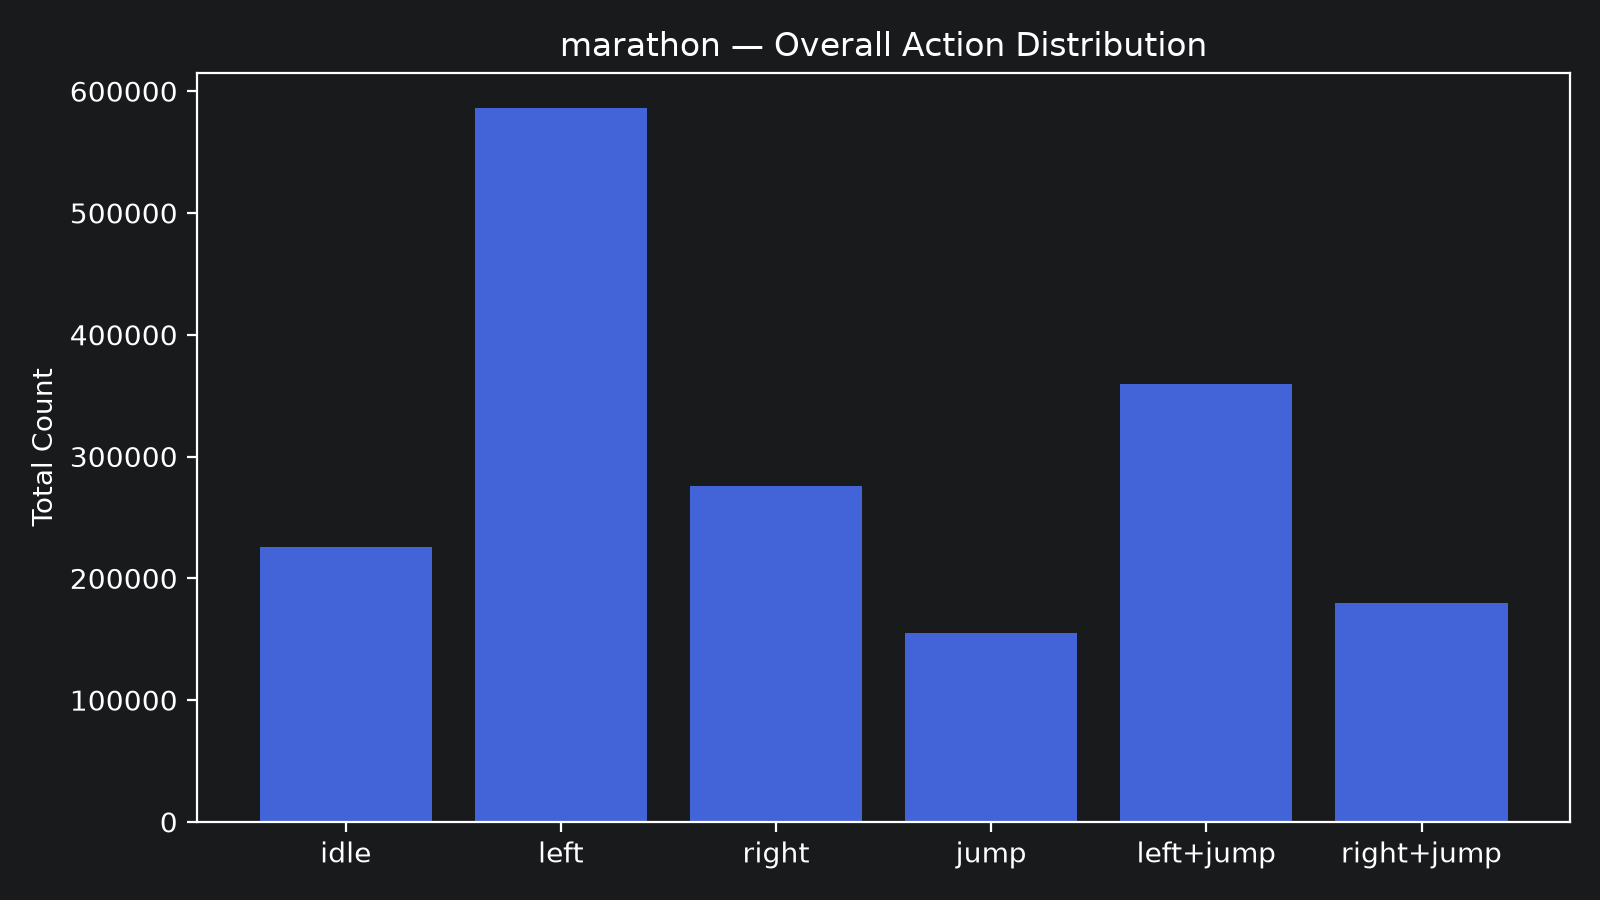 marathon — Overall Action Distribution
600000
500000
400000
300000
200000
100000
0
Total Count
idle
left
right
jump
left+jump
right+jump